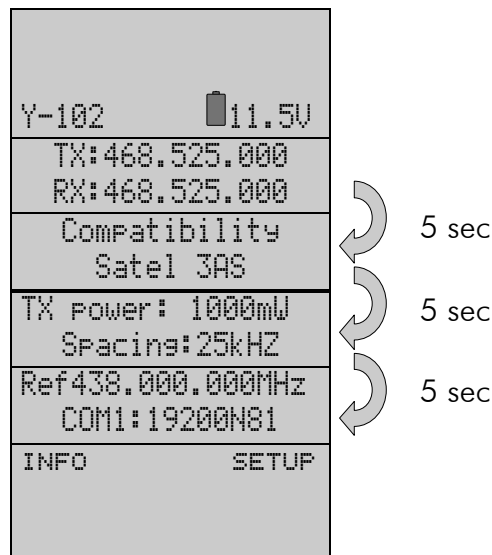 Y-102 11.5V
TX:468.525.000
RX:468.525.000
Compatibility
Satel 3AS
TX power: 1000mW
Spacing:25kHZ
Ref438.000.000MHz
COM1:19200N81
INFO SETUP
5 sec
5 sec
5 sec